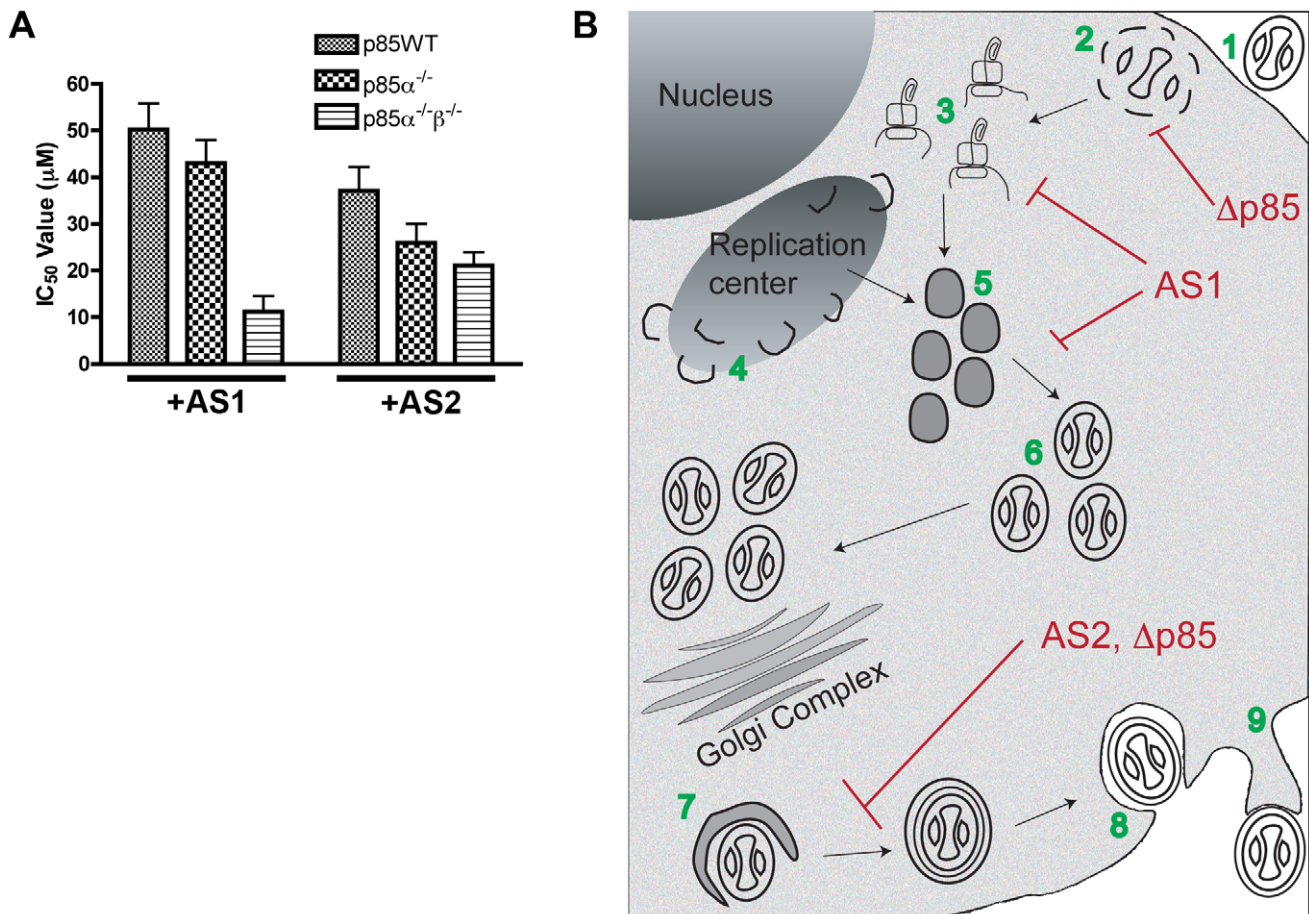 A
p85WT
p85α-/-
p85α-/-β-/-
IC50 Value (μM)
60
50
40
30
20
10
0
+AS1
+AS2
B
Nucleus
1
2
3
Δp85
Replication
center
AS1
4
5
6
AS2, Δp85
Golgi Complex
7
8
9